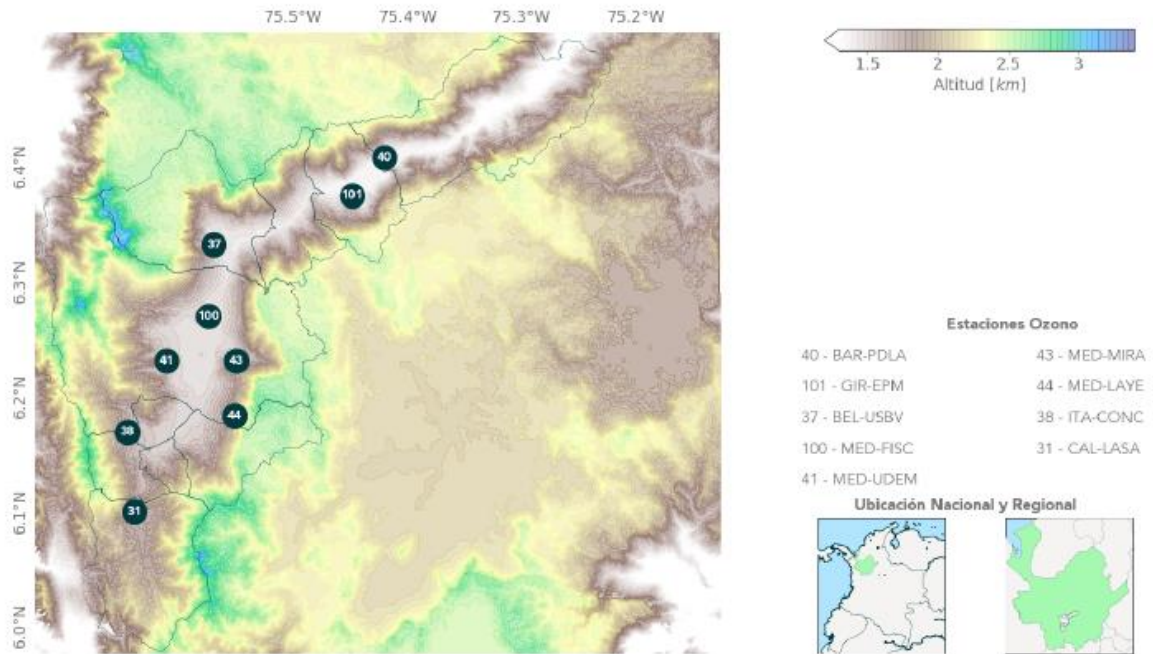 75.5°W 75.4°W 75.3°W 75.2°W
6.4°N
6.3°N
6.2°N
6.1°N
6.0°N
40
101
37
100
41
43
44
38
31
1.5 2 2.5 3
Altitud [km]
Estaciones Ozono
40 - BAR-PDLA
43 - MED-MIRA
101 - GIR-EPM
44 - MED-LAYE
37 - BEL-USBV
38 - ITA-CONC
100 - MED-FISC
31 - CAL-LASA
41 - MED-UDEM
Ubicación Nacional y Regional